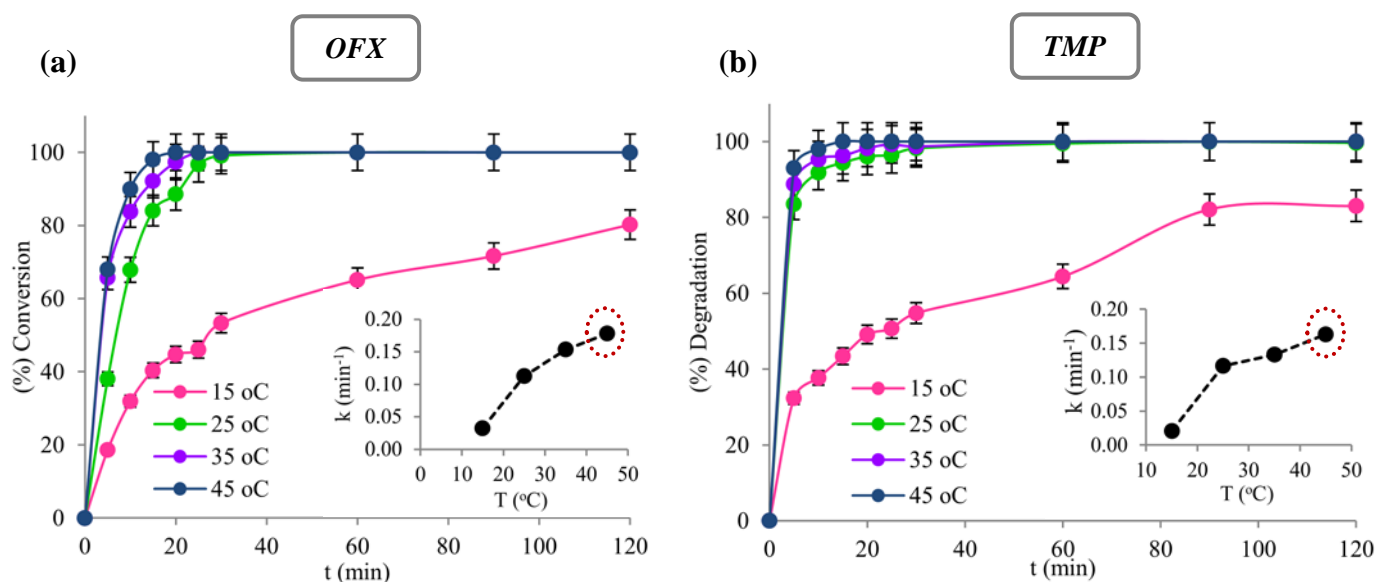 (a)
OFX
(%) Conversion
100
80
60
40
20
0
0 20 40 60 80 100 120
t (min)
15 oC
25 oC
35 oC
45 oC
k (min⁻¹)
0.20
0.15
0.10
0.05
0.00
0 10 20 30 40 50
T (ºC)
(b)
TMP
(%) Degradation
100
80
60
40
20
0
0 20 40 60 80 100 120
t (min)
15 oC
25 oC
35 oC
45 oC
k (min⁻¹)
0.20
0.15
0.10
0.05
0.00
10 20 30 40 50
T (ºC)